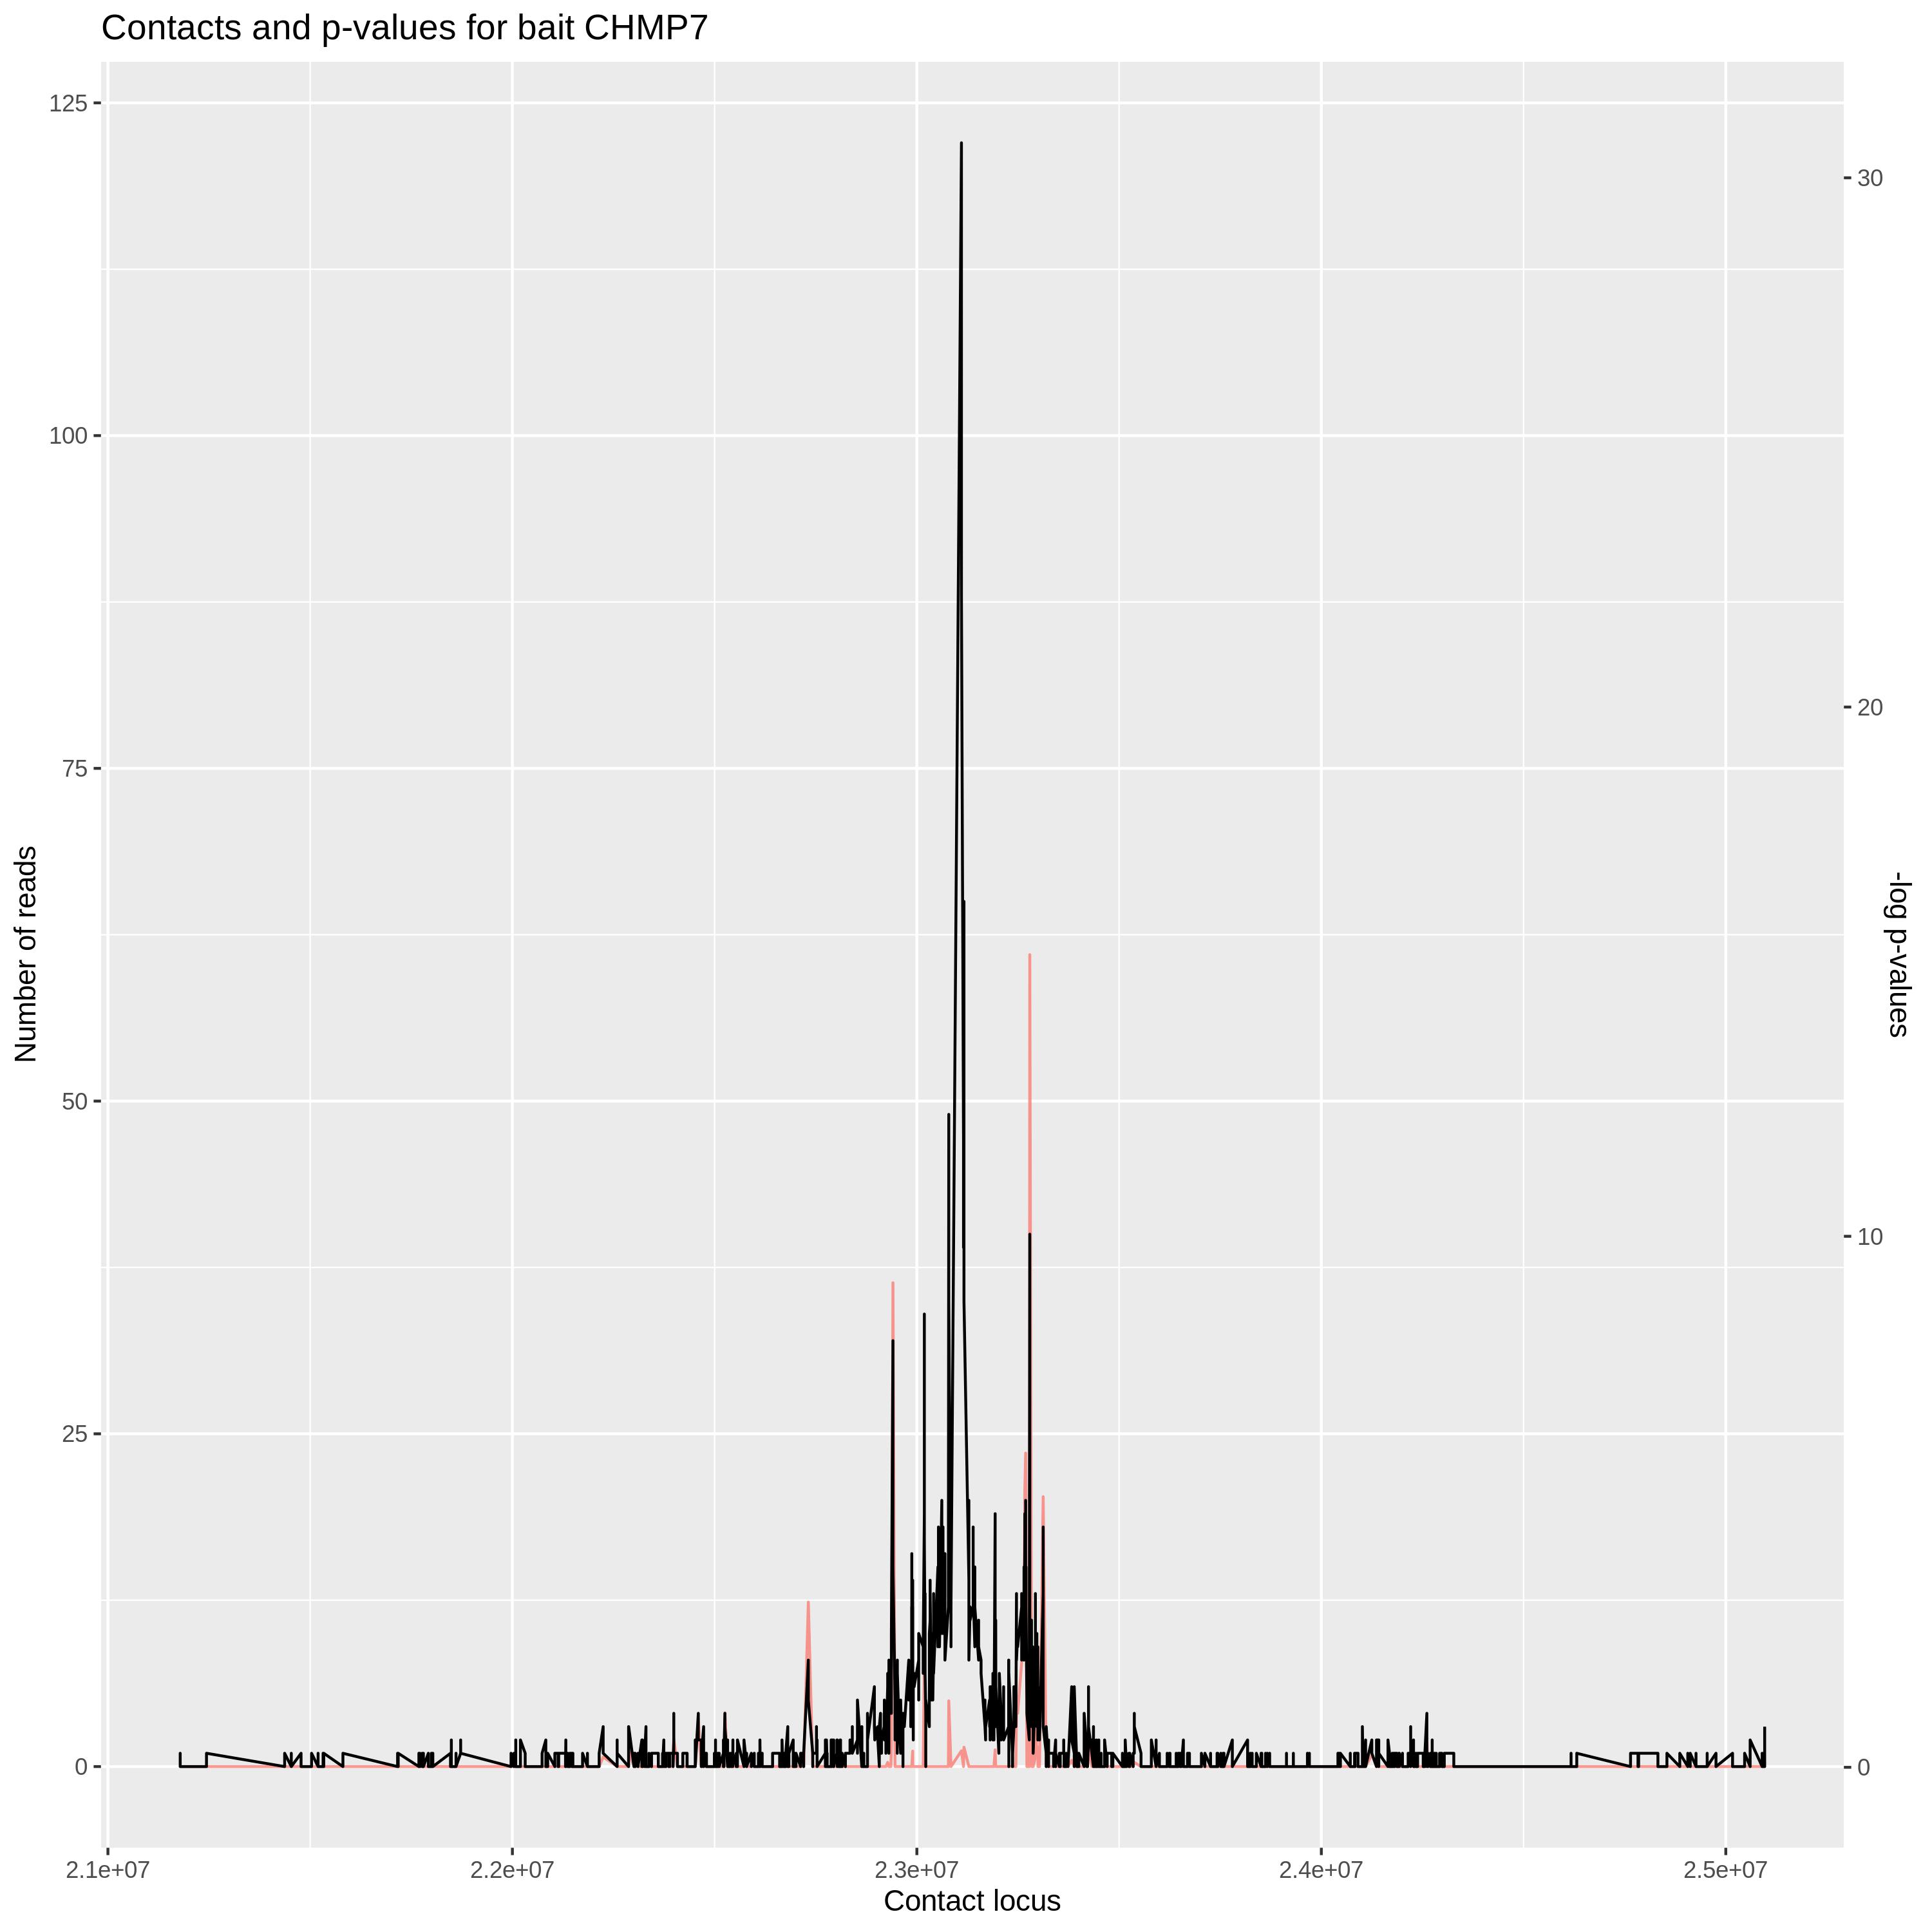 Contacts and p-values for bait CHMP7
125
100
75
50
25
0
Number of reads
30
20
10
0
-log p-values
2.1e+07 2.2e+07 2.3e+07 2.4e+07 2.5e+07
Contact locus